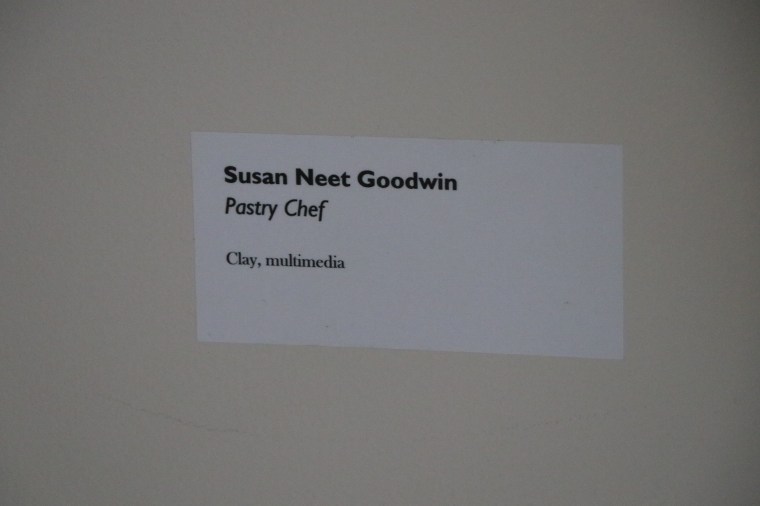 Susan Neet Goodwin
Pastry Chef
Clay, multimedia